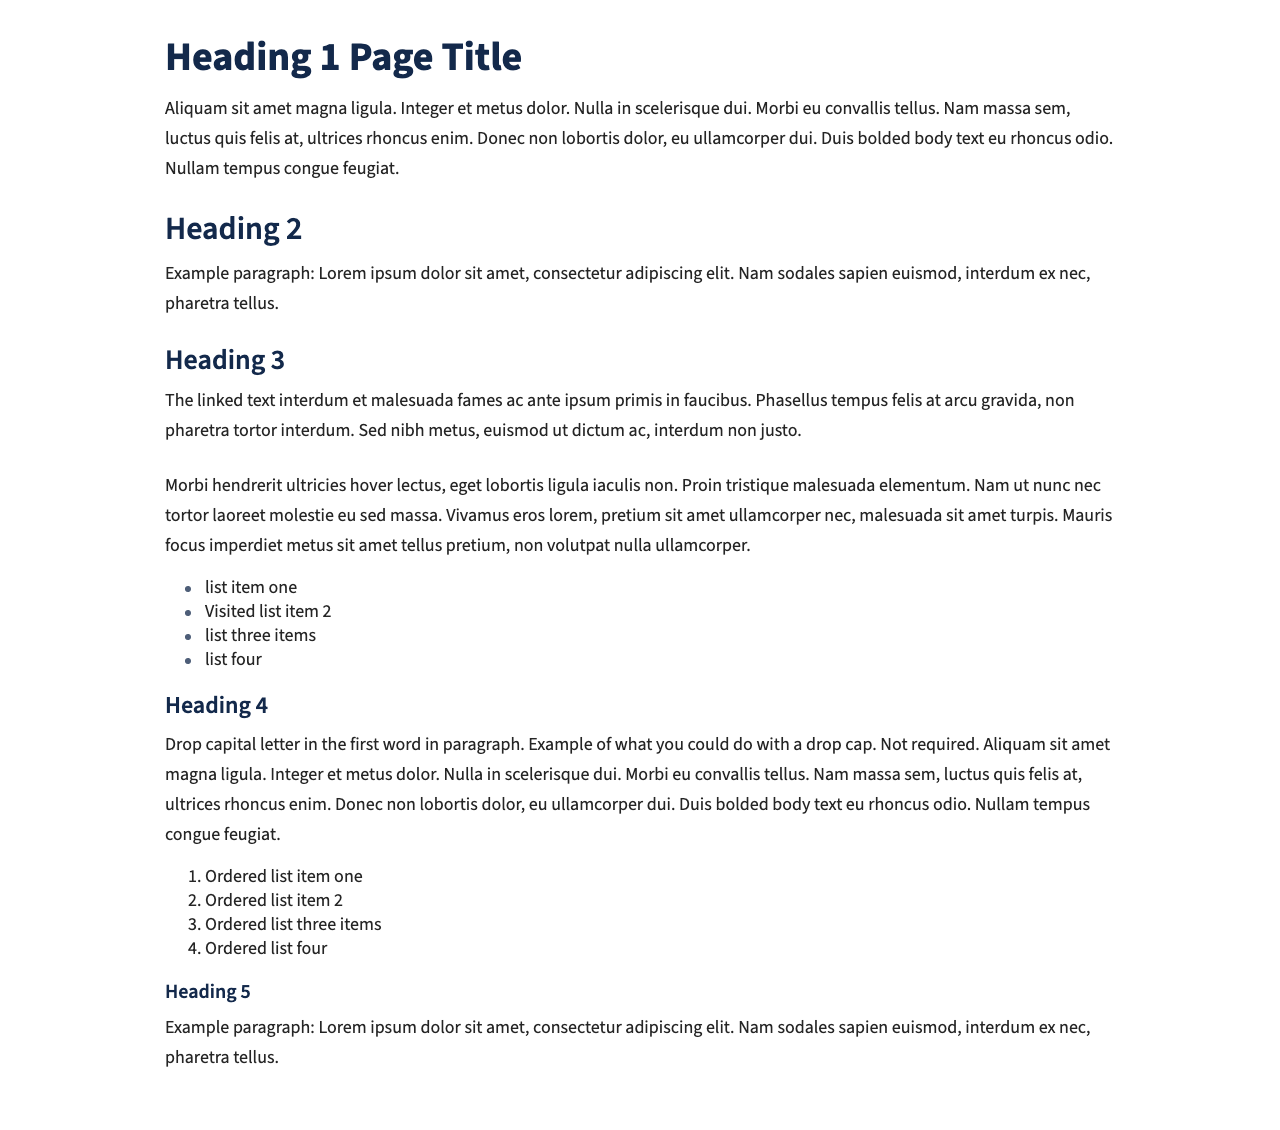 Heading 1 Page Title
Aliquam sit amet magna ligula. Integer et metus dolor. Nulla in scelerisque dui. Morbi eu convallis tellus. Nam massa sem,
luctus quis felis at, ultrices rhoncus enim. Donec non lobortis dolor, eu ullamcorper dui. Duis bolded body text eu rhoncus odio.
Nullam tempus congue feugiat.
Heading 2
Example paragraph: Lorem ipsum dolor sit amet, consectetur adipiscing elit. Nam sodales sapien euismod, interdum ex nec,
pharetra tellus.
Heading 3
The linked text interdum et malesuada fames ac ante ipsum primis in faucibus. Phasellus tempus felis at arcu gravida, non
pharetra tortor interdum. Sed nibh metus, euismod ut dictum ac, interdum non justo.
Morbi hendrerit ultricies hover lectus, eget lobortis ligula iaculis non. Proin tristique malesuada elementum. Nam ut nunc nec
tortor laoreet molestie eu sed massa. Vivamus eros lorem, pretium sit amet ullamcorper nec, malesuada sit amet turpis. Mauris
focus imperdiet metus sit amet tellus pretium, non volutpat nulla ullamcorper.
• list item one
• Visited list item 2
• list three items
• list four
Heading 4
Drop capital letter in the first word in paragraph. Example of what you could do with a drop cap. Not required. Aliquam sit amet
magna ligula. Integer et metus dolor. Nulla in scelerisque dui. Morbi eu convallis tellus. Nam massa sem, luctus quis felis at,
ultrices rhoncus enim. Donec non lobortis dolor, eu ullamcorper dui. Duis bolded body text eu rhoncus odio. Nullam tempus
congue feugiat.
1. Ordered list item one
2. Ordered list item 2
3. Ordered list three items
4. Ordered list four
Heading 5
Example paragraph: Lorem ipsum dolor sit amet, consectetur adipiscing elit. Nam sodales sapien euismod, interdum ex nec,
pharetra tellus.